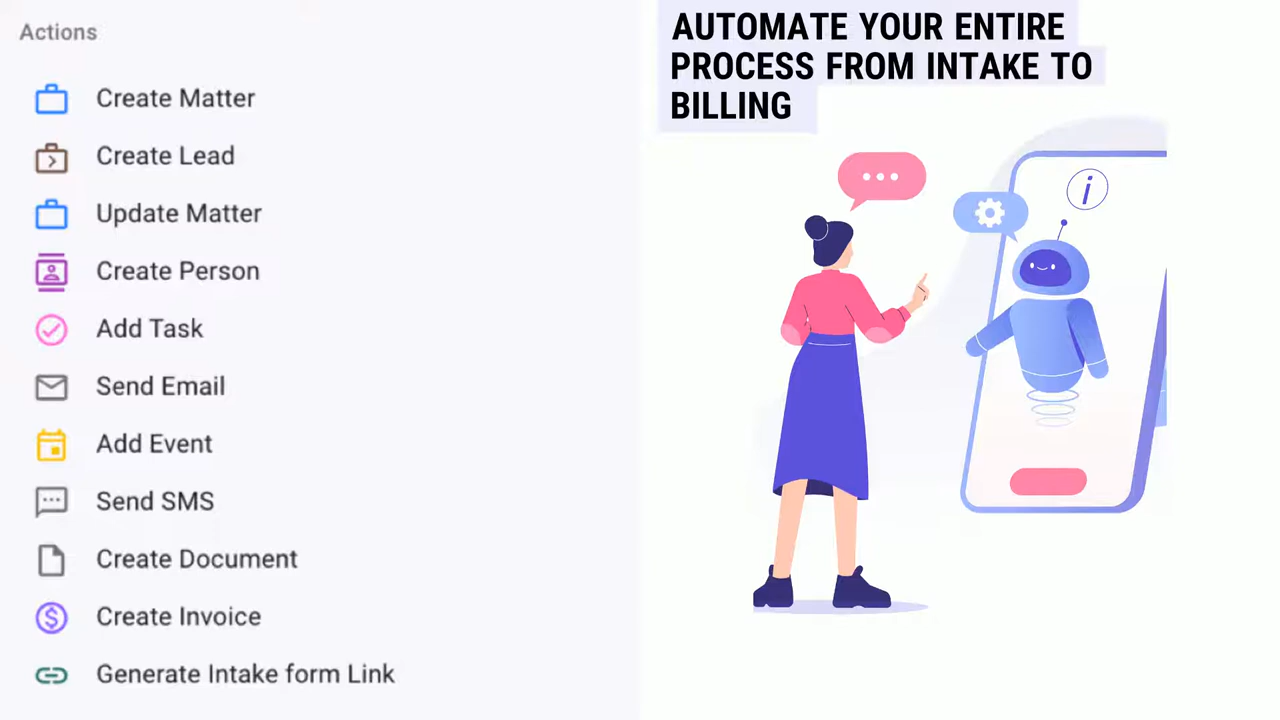 Actions
Create Matter
Create Lead
Update Matter
Create Person
Add Task
Send Email
Add Event
Send SMS
Create Document
Create Invoice
Generate Intake form Link
AUTOMATE YOUR ENTIRE
PROCESS FROM INTAKE TO
BILLING
i